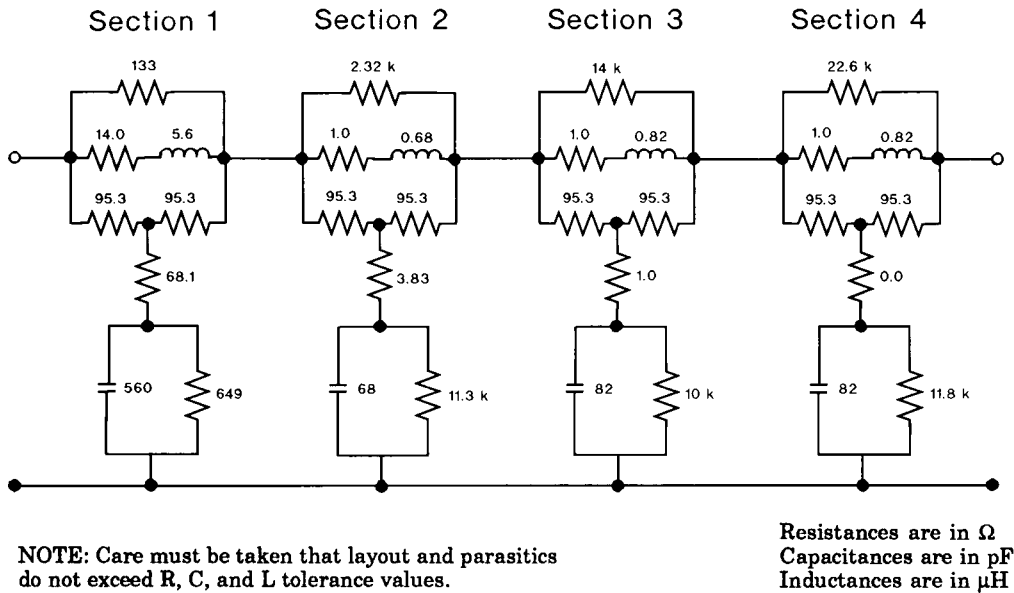 Section 1 Section 2 Section 3 Section 4
133 2.32 k 14 k 22.6 k
14.0 5.6 1.0 0.68 1.0 0.82 1.0 0.82
95.3 95.3 95.3 95.3 95.3 95.3 95.3 95.3
68.1 3.83 1.0 0.0
560 649 68 11.3 k 82 10 k 82 11.8 k
NOTE: Care must be taken that layout and parasitics
do not exceed R, C, and L tolerance values.
Resistances are in Ω
Capacitances are in pF
Inductances are in μH